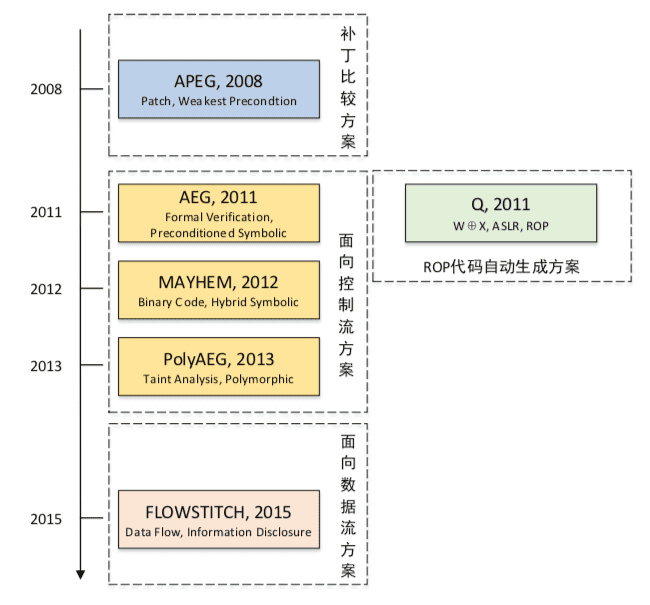 2008
APEG, 2008
Patch, Weakest Precondtion
补丁比较方案
2011
AEG, 2011
Formal Verification,
Preconditioned Symbolic
Q, 2011
W⊕X, ASLR, ROP
ROP代码自动生成方案
2012
MAYHEM, 2012
Binary Code, Hybrid Symbolic
面向控制流方案
2013
PolyAEG, 2013
Taint Analysis, Polymorphic
2015
FLOWSTITCH, 2015
Data Flow, Information Disclosure
面向数据流方案